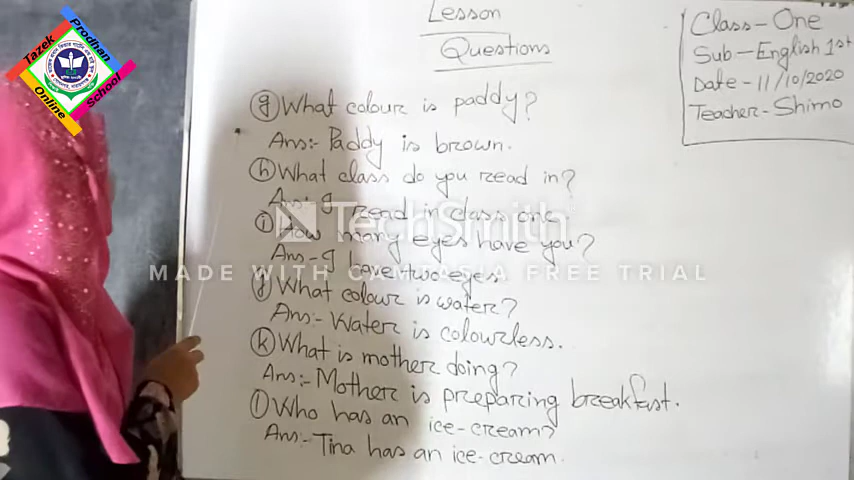 Tazek
Prodhan
Online
School
Lesson
Questions
Class - One
Sub - English 1st
Date - 11/10/2020
Teacher - Shimo
g What colour is paddy?
Ans:- Paddy is brown.
h What class do you read in?
Ans:- I read in class one.
i How many eyes have you?
Ans - I have two eyes.
j What colour is water?
Ans:- Water is colourless.
k What is mother doing?
Ans:- Mother is preparing breakfast.
l Who has an ice-cream?
Ans:- Tina has an ice-cream.
TechSmith
MADE WITH CAMTASIA FREE TRIAL